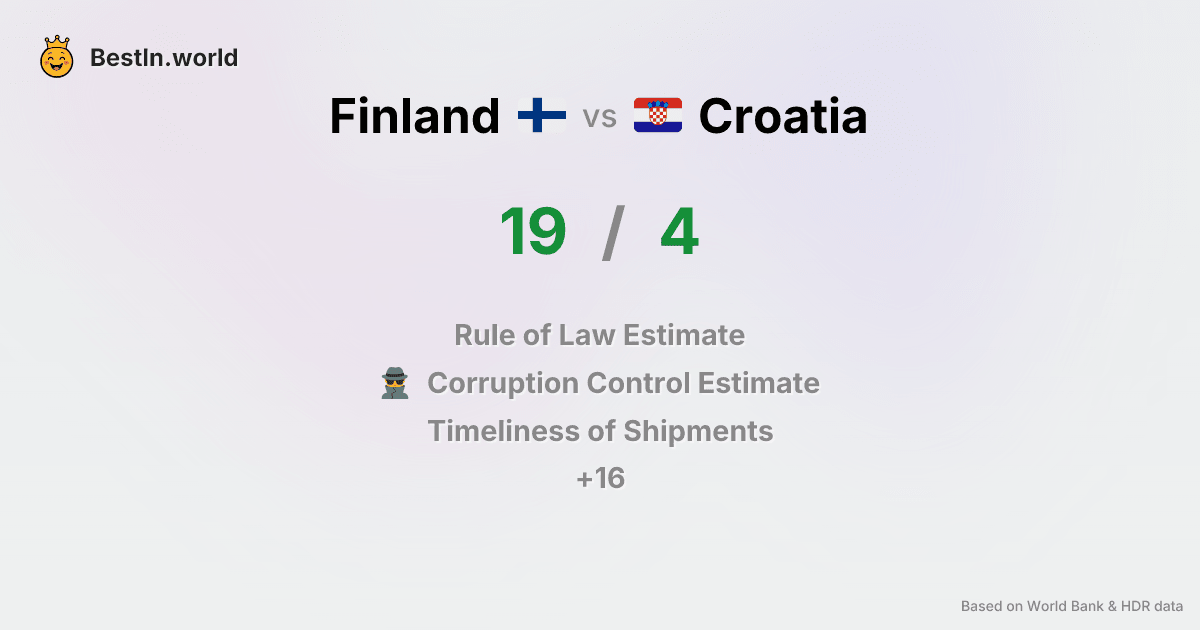 BestIn.world
Finland vs Croatia
19 / 4
Rule of Law Estimate
Corruption Control Estimate
Timeliness of Shipments
+16
Based on World Bank & HDR data